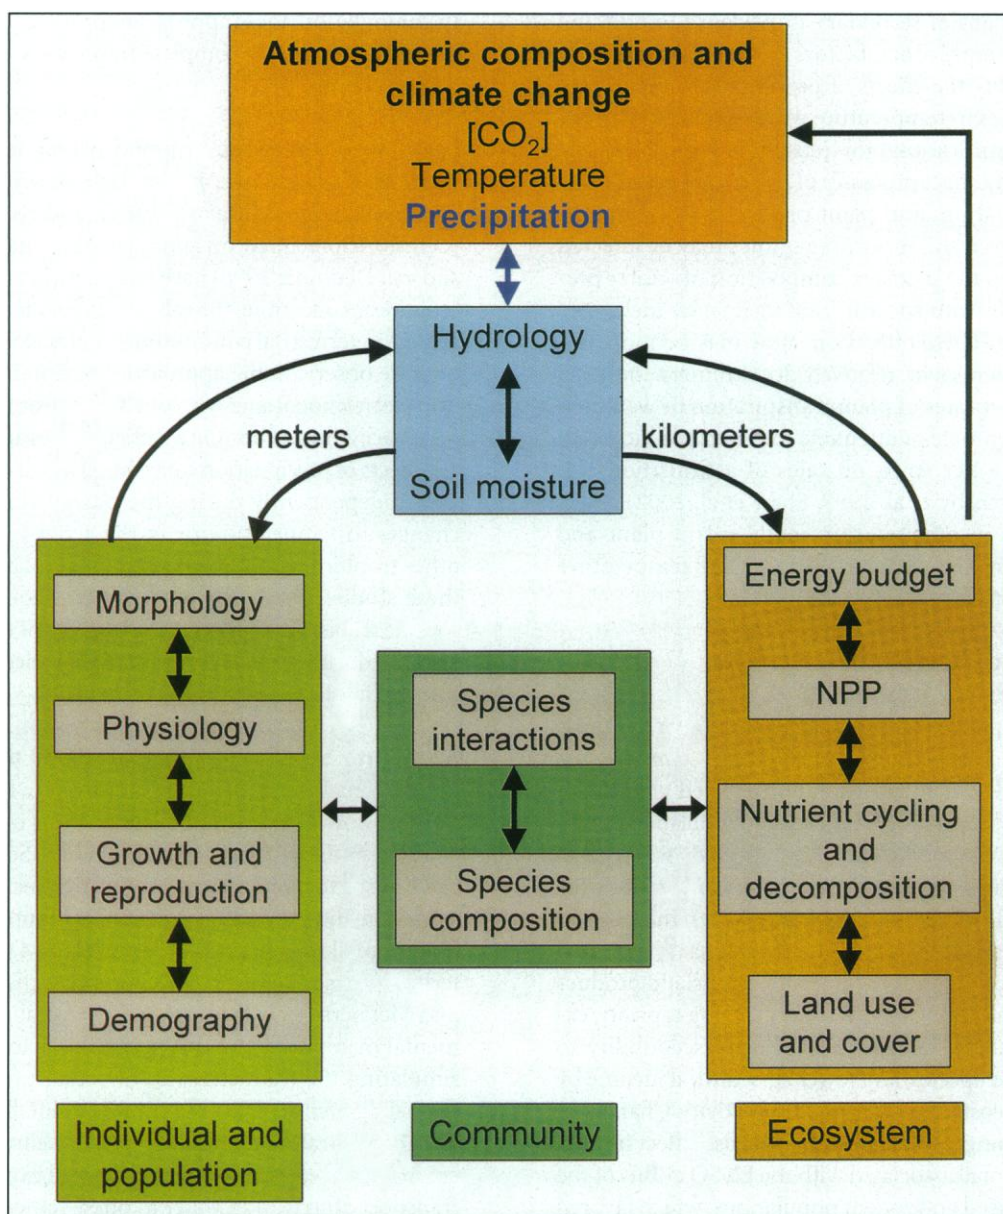 Atmospheric composition and
climate change
[CO₂]
Temperature
Precipitation
Hydrology
meters
kilometers
Soil moisture
Morphology
Physiology
Growth and
reproduction
Demography
Species
interactions
Species
composition
Energy budget
NPP
Nutrient cycling
and
decomposition
Land use
and cover
Individual and
population
Community
Ecosystem